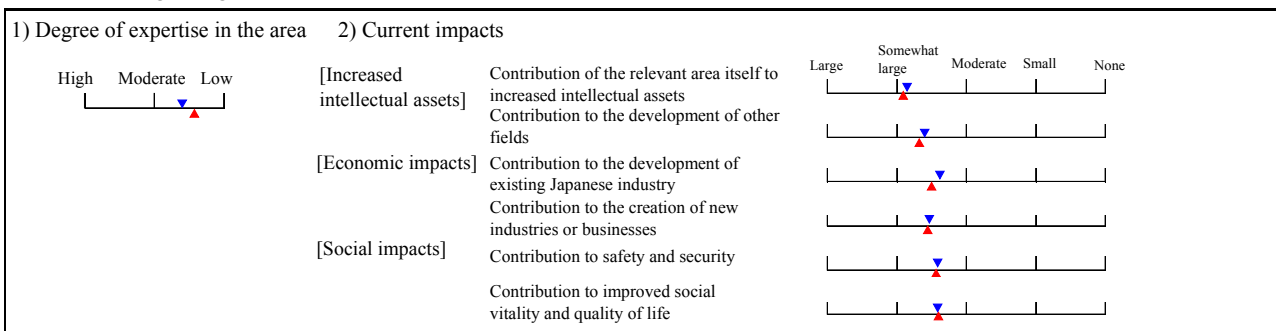 1) Degree of expertise in the area 2) Current impacts
High Moderate Low
[Increased
intellectual assets]
Contribution of the relevant area itself to
increased intellectual assets
Large Somewhat
large Moderate Small None
Contribution to the development of other
fields
[Economic impacts] Contribution to the development of
existing Japanese industry
Contribution to the creation of new
industries or businesses
[Social impacts] Contribution to safety and security
Contribution to improved social
vitality and quality of life